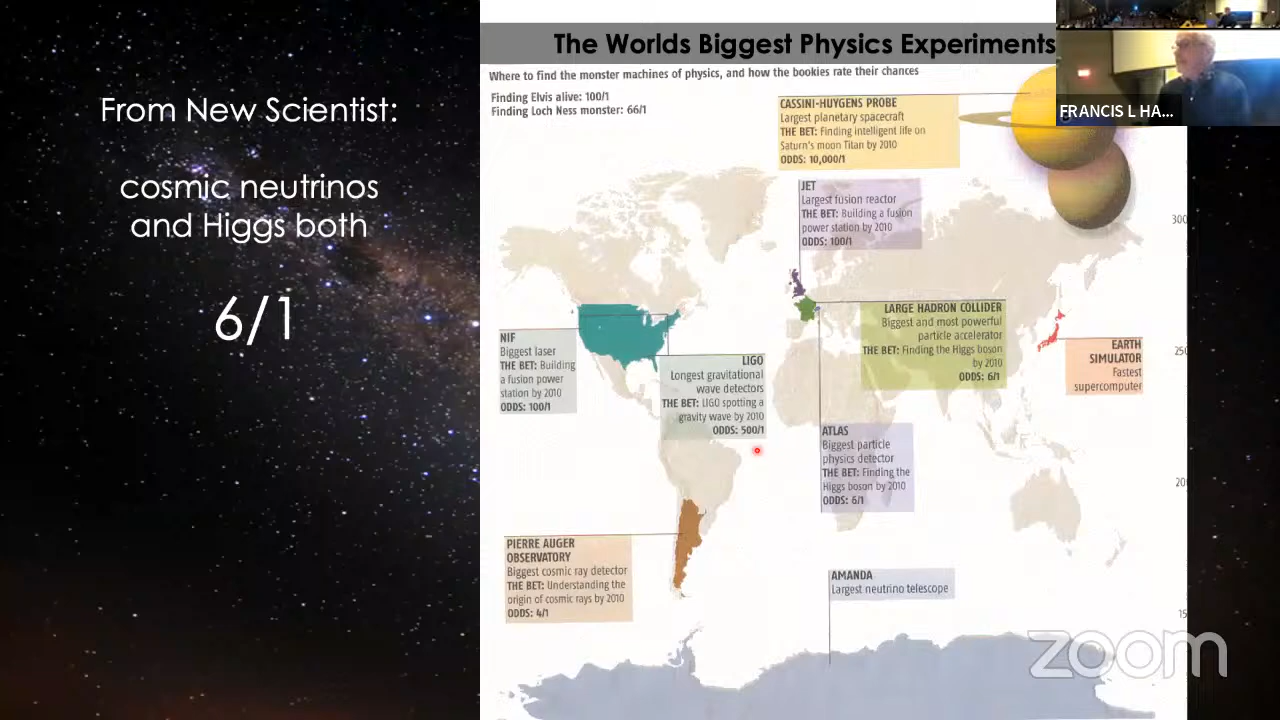 From New Scientist:
cosmic neutrinos
and Higgs both
6/1
The Worlds Biggest Physics Experiments
Where to find the monster machines of physics, and how the bookies rate their chances
Finding Elvis alive: 100/1
Finding Loch Ness monster: 66/1
CASSINI-HUYGENS PROBE
Largest planetary spacecraft
THE BET: Finding intelligent life on
Saturn's moon Titan by 2010
ODDS: 10,000/1
FRANCIS L HA...
JET
Largest fusion reactor
THE BET: Building a fusion
power station by 2010
ODDS: 100/1
300
NIF
Biggest laser
THE BET: Building
a fusion power
station by 2010
ODDS: 100/1
LIGO
Longest gravitational
wave detectors
THE BET: LIGO spotting a
gravity wave by 2010
ODDS: 500/1
LARGE HADRON COLLIDER
Biggest and most powerful
particle accelerator
THE BET: Finding the Higgs boson
by 2010
ODDS: 6/1
EARTH
SIMULATOR
Fastest
supercomputer
250
ATLAS
Biggest particle
physics detector
THE BET: Finding the
Higgs boson by 2010
ODDS: 6/1
20
PIERRE AUGER
OBSERVATORY
Biggest cosmic ray detector
THE BET: Understanding the
origin of cosmic rays by 2010
ODDS: 4/1
AMANDA
Largest neutrino telescope
15
zoom